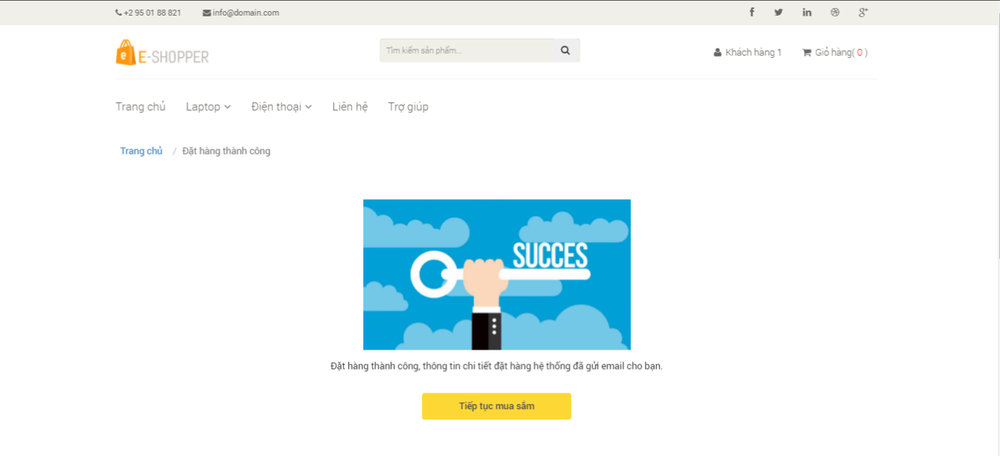 +2 95 01 88 821 info@domain.com
E-SHOPPER
Tìm kiếm sản phẩm...
Khách hàng 1 Giỏ hàng( 0 )
Trang chủ Laptop Điện thoại Liên hệ Trợ giúp
Trang chủ / Đặt hàng thành công
SUCCES
Đặt hàng thành công, thông tin chi tiết đặt hàng hệ thống đã gửi email cho bạn.
Tiếp tục mua sắm